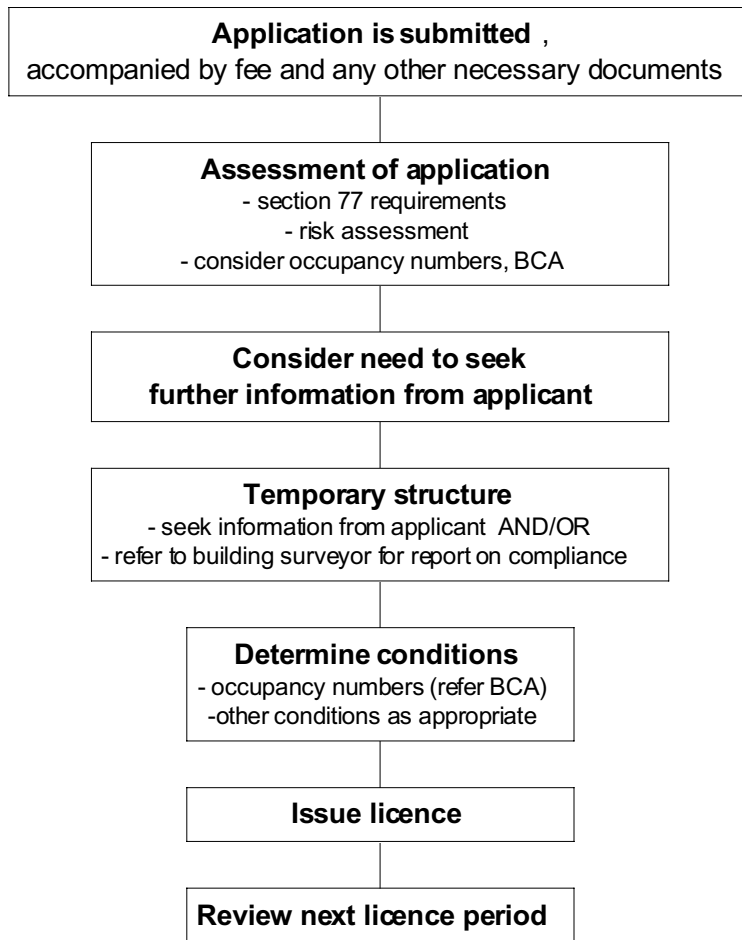 Application is submitted ,
accompanied by fee and any other necessary documents
Assessment of application
- section 77 requirements
- risk assessment
- consider occupancy numbers, BCA
Consider need to seek
further information from applicant
Temporary structure
- seek information from applicant AND/OR
- refer to building surveyor for report on compliance
Determine conditions
- occupancy numbers (refer BCA)
-other conditions as appropriate
Issue licence
Review next licence period